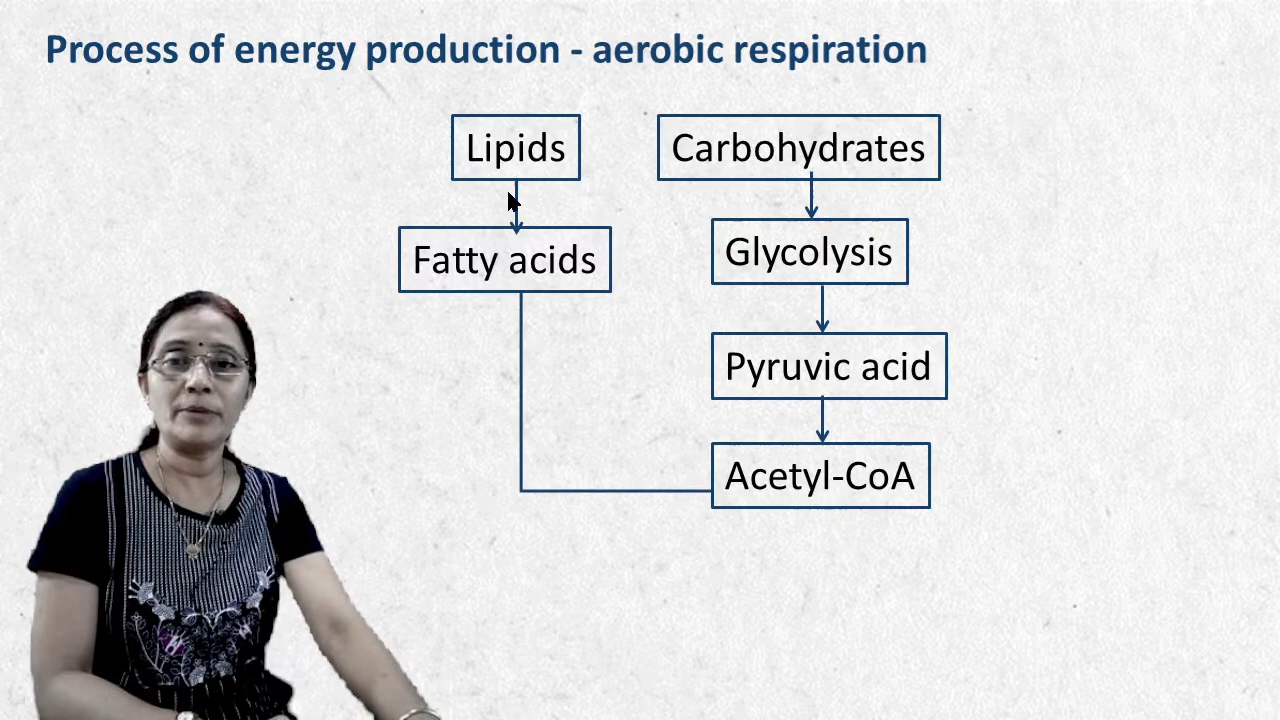 Process of energy production - aerobic respiration
Lipids
Carbohydrates
Fatty acids
Glycolysis
Pyruvic acid
Acetyl-CoA